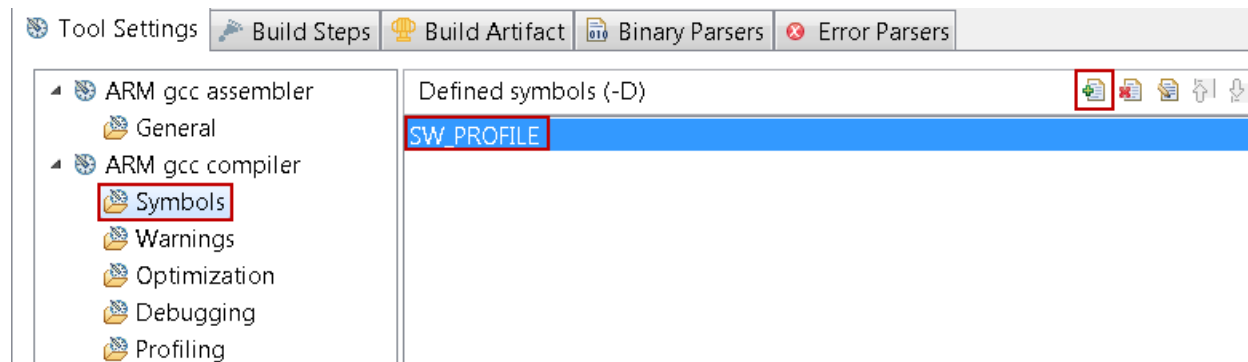 Tool Settings Build Steps Build Artifact Binary Parsers Error Parsers
ARM gcc assembler
General
ARM gcc compiler
Symbols
Warnings
Optimization
Debugging
Profiling
Defined symbols (-D)
SW_PROFILE